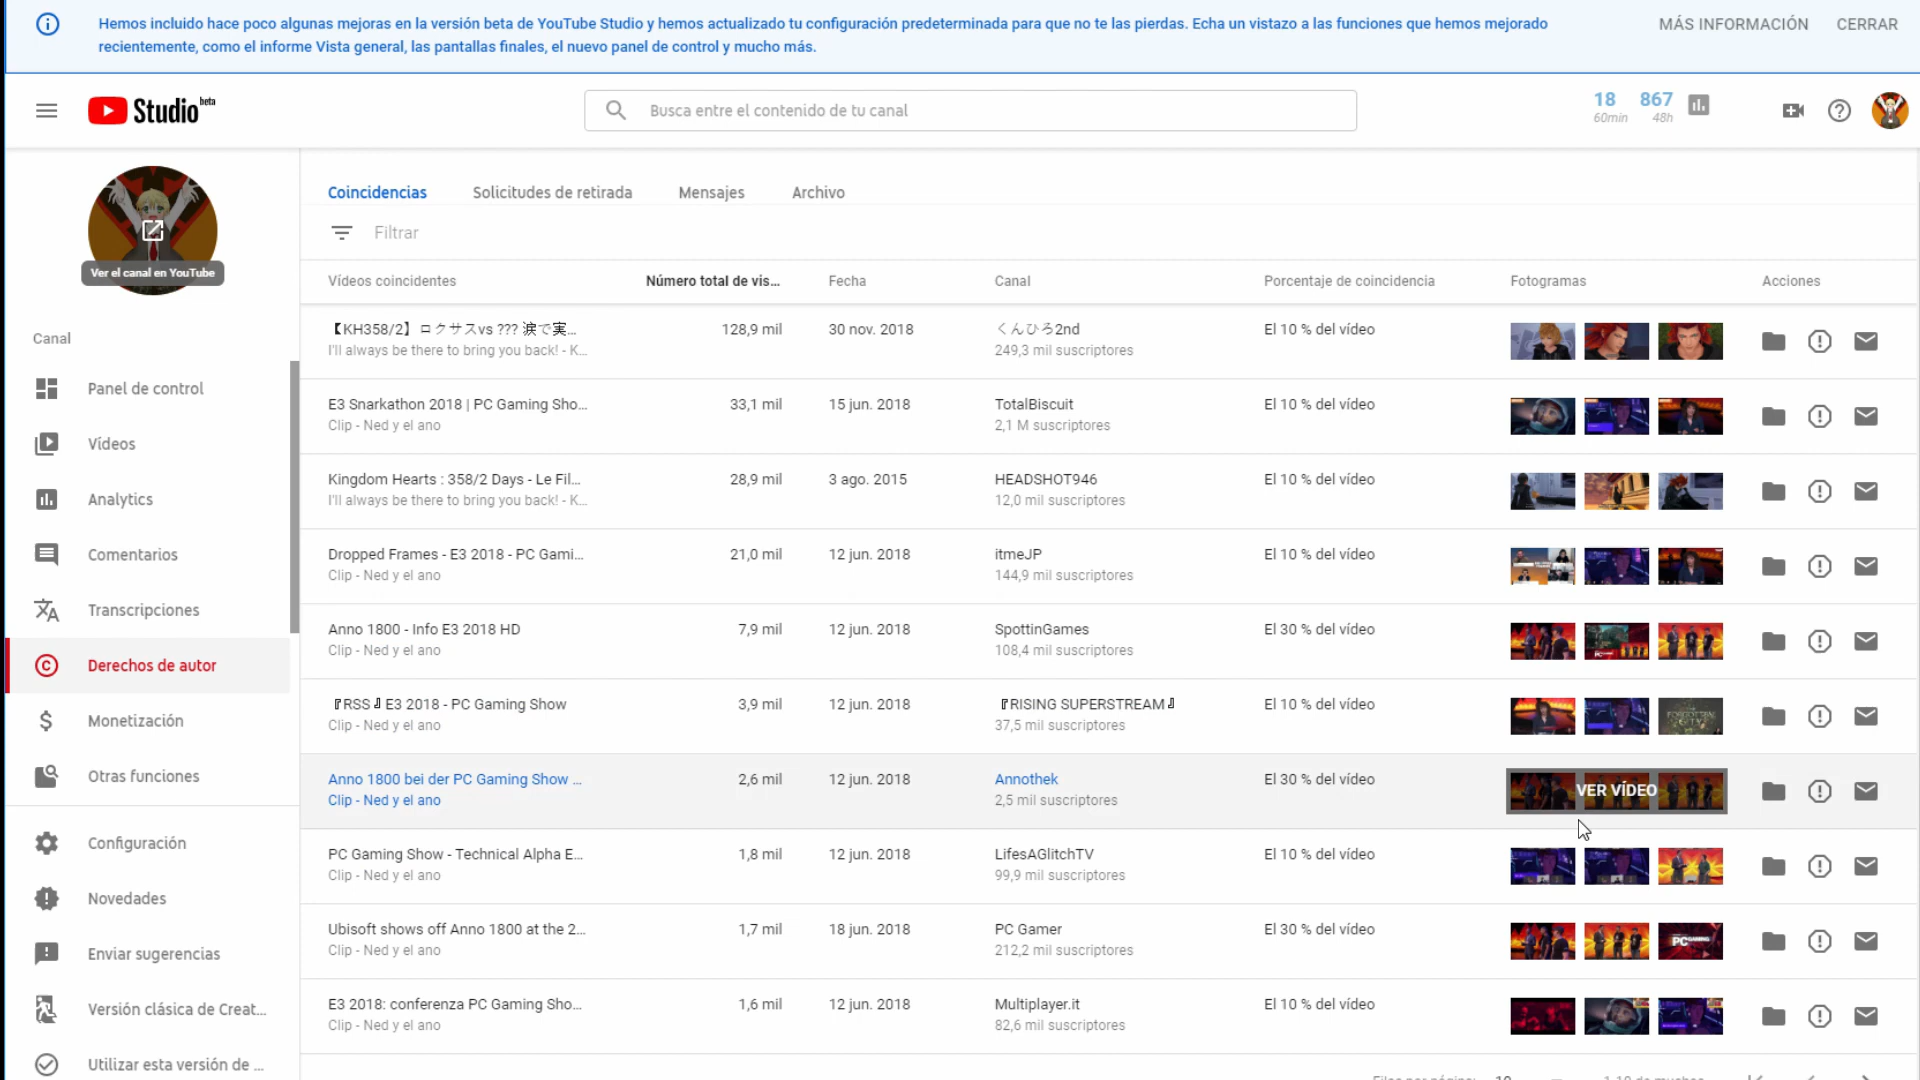 Hemos incluido hace poco algunas mejoras en la versión beta de YouTube Studio y hemos actualizado tu configuración predeterminada para que no te las pierdas. Echa un vistazo a las funciones que hemos mejorado
recientemente, como el informe Vista general, las pantallas finales, el nuevo panel de control y mucho más.
MÁS INFORMACIÓN
CERRAR
Studio beta
Busca entre el contenido de tu canal
18 867
60min 48h
Ver el canal en YouTube
Canal
Panel de control
Vídeos
Analytics
Comentarios
Transcripciones
Derechos de autor
Monetización
Otras funciones
Configuración
Novedades
Enviar sugerencias
Versión clásica de Creat...
Utilizar esta versión de ...
Coincidencias Solicitudes de retirada Mensajes Archivo
Filtrar
Vídeos coincidentes Número total de vis... Fecha Canal Porcentaje de coincidencia Fotogramas Acciones
【KH358/2】ロクサスvs ??? 涙で実... 128,9 mil 30 nov. 2018 くんひろ2nd El 10 % del vídeo
I'll always be there to bring you back! - K... 249,3 mil suscriptores
E3 Snarkathon 2018 | PC Gaming Sho... 33,1 mil 15 jun. 2018 TotalBiscuit El 10 % del vídeo
Clip - Ned y el ano 2,1 M suscriptores
Kingdom Hearts : 358/2 Days - Le Fil... 28,9 mil 3 ago. 2015 HEADSHOT946 El 10 % del vídeo
I'll always be there to bring you back! - K... 12,0 mil suscriptores
Dropped Frames - E3 2018 - PC Gami... 21,0 mil 12 jun. 2018 itmeJP El 10 % del vídeo
Clip - Ned y el ano 144,9 mil suscriptores
Anno 1800 - Info E3 2018 HD 7,9 mil 12 jun. 2018 SpottinGames El 30 % del vídeo
Clip - Ned y el ano 108,4 mil suscriptores
『RSS』E3 2018 - PC Gaming Show 3,9 mil 12 jun. 2018 『RISING SUPERSTREAM』 El 10 % del vídeo
Clip - Ned y el ano 37,5 mil suscriptores
Anno 1800 bei der PC Gaming Show ... 2,6 mil 12 jun. 2018 Annothek El 30 % del vídeo VER VÍDEO
Clip - Ned y el ano 2,5 mil suscriptores
PC Gaming Show - Technical Alpha E... 1,8 mil 12 jun. 2018 LifesAGlitchTV El 10 % del vídeo
Clip - Ned y el ano 99,9 mil suscriptores
Ubisoft shows off Anno 1800 at the 2... 1,7 mil 18 jun. 2018 PC Gamer El 30 % del vídeo
Clip - Ned y el ano 212,2 mil suscriptores
E3 2018: conferenza PC Gaming Sho... 1,6 mil 12 jun. 2018 Multiplayer.it El 10 % del vídeo
Clip - Ned y el ano 82,6 mil suscriptores